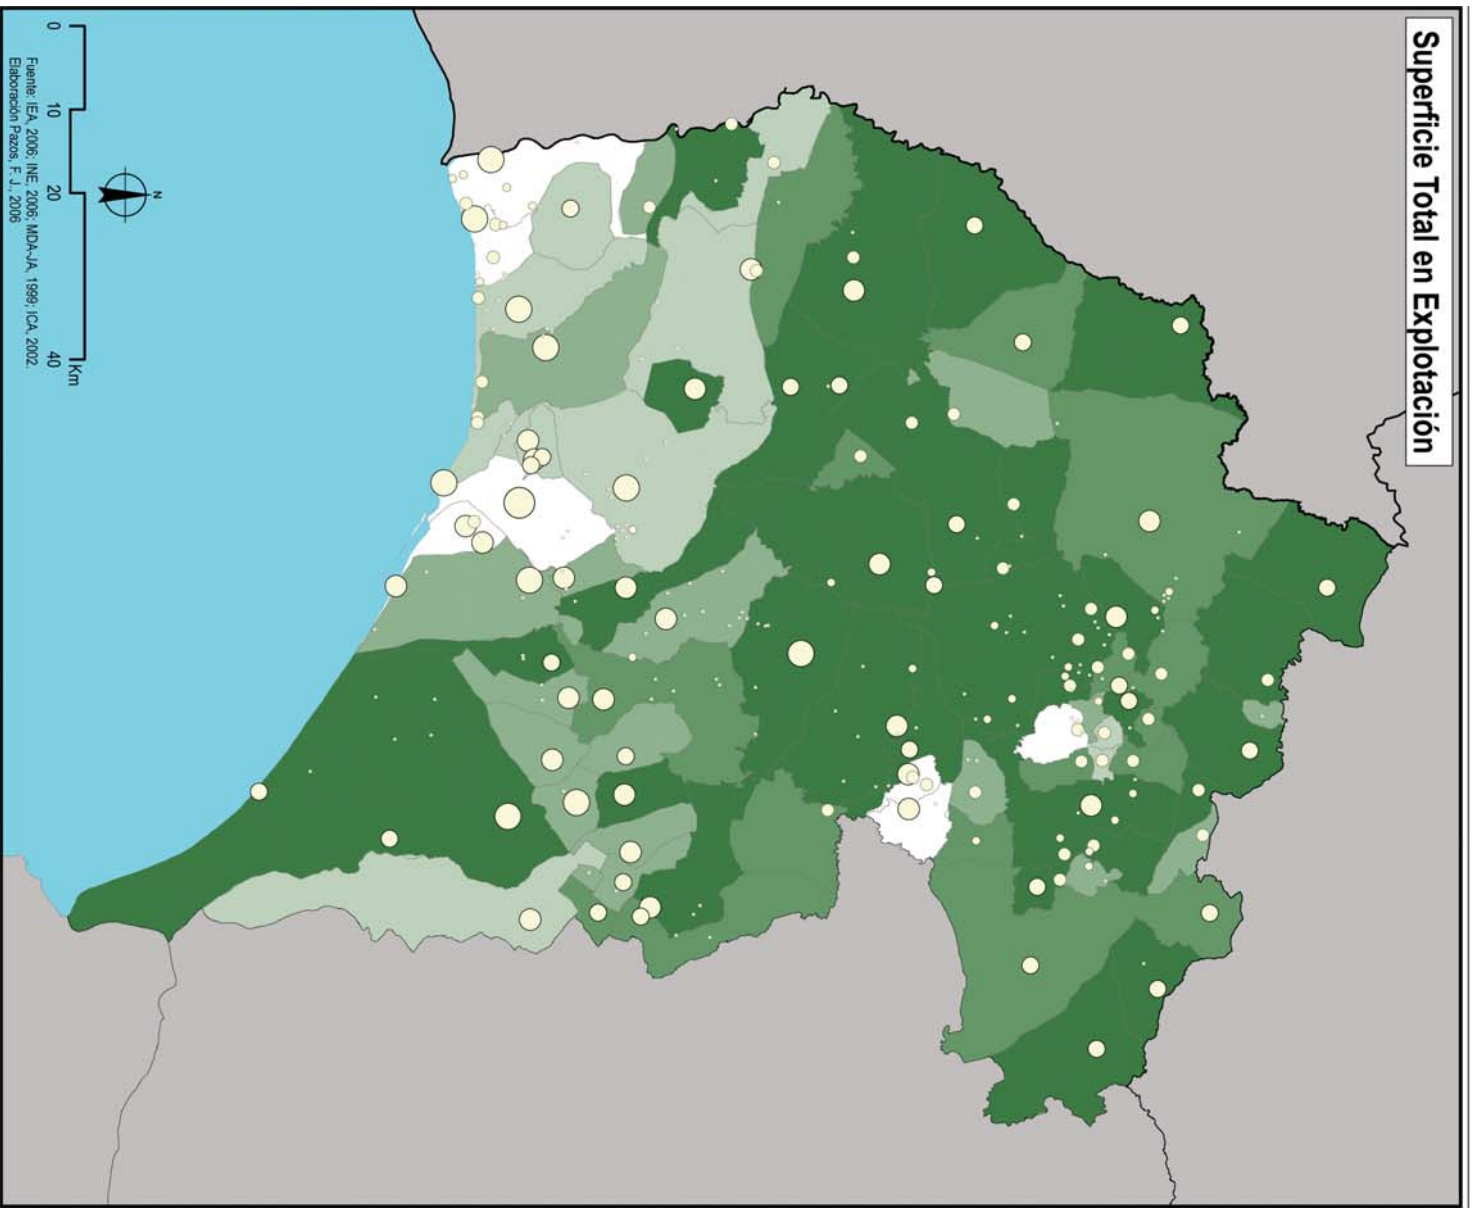 Superficie Total en Explotación
N
0 10 20 40
Km
Fuente: IEA, 2006; INE, 2006; MDA-JA, 1999; ICA, 2002.
Elaboración Pazos, F. J., 2006